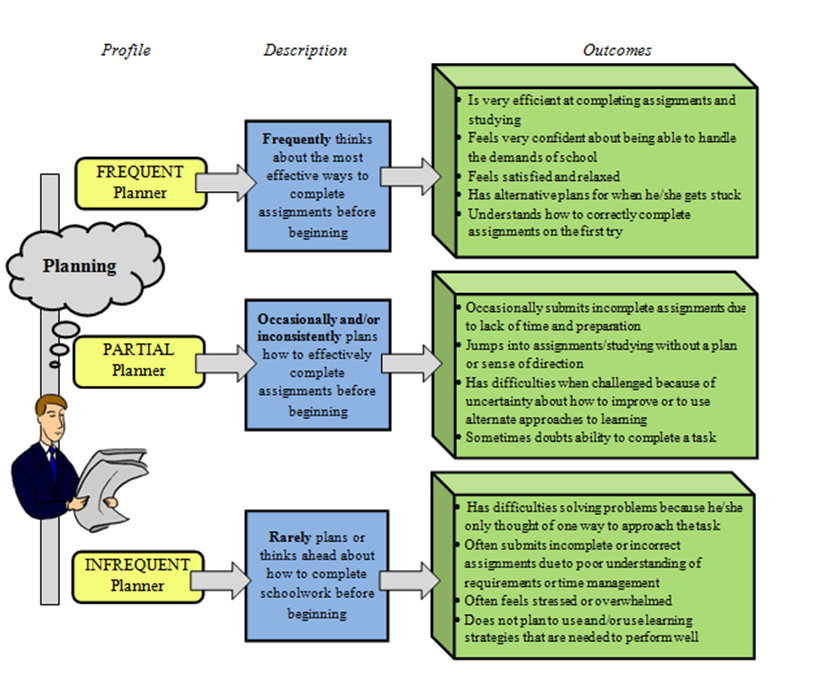 Profile
Description
Outcomes
FREQUENT
Planner
Frequently thinks
about the most
effective ways to
complete
assignments before
beginning
• Is very efficient at completing assignments and
studying
• Feels very confident about being able to handle
the demands of school
• Feels satisfied and relaxed
• Has alternative plans for when he/she gets stuck
• Understands how to correctly complete
assignments on the first try
Planning
PARTIAL
Planner
Occasionally and/or
inconsistently plans
how to effectively
complete
assignments before
beginning
• Occasionally submits incomplete assignments due
to lack of time and preparation
• Jumps into assignments/studying without a plan
or sense of direction
• Has difficulties when challenged because of
uncertainty about how to improve or to use
alternate approaches to learning
• Sometimes doubts ability to complete a task
INFREQUENT
Planner
Rarely plans or
thinks ahead about
how to complete
schoolwork before
beginning
• Has difficulties solving problems because he/she
only thought of one way to approach the task
• Often submits incomplete or incorrect
assignments due to poor understanding of
requirements or time management
• Often feels stressed or overwhelmed
• Does not plan to use and/or use learning
strategies that are needed to perform well